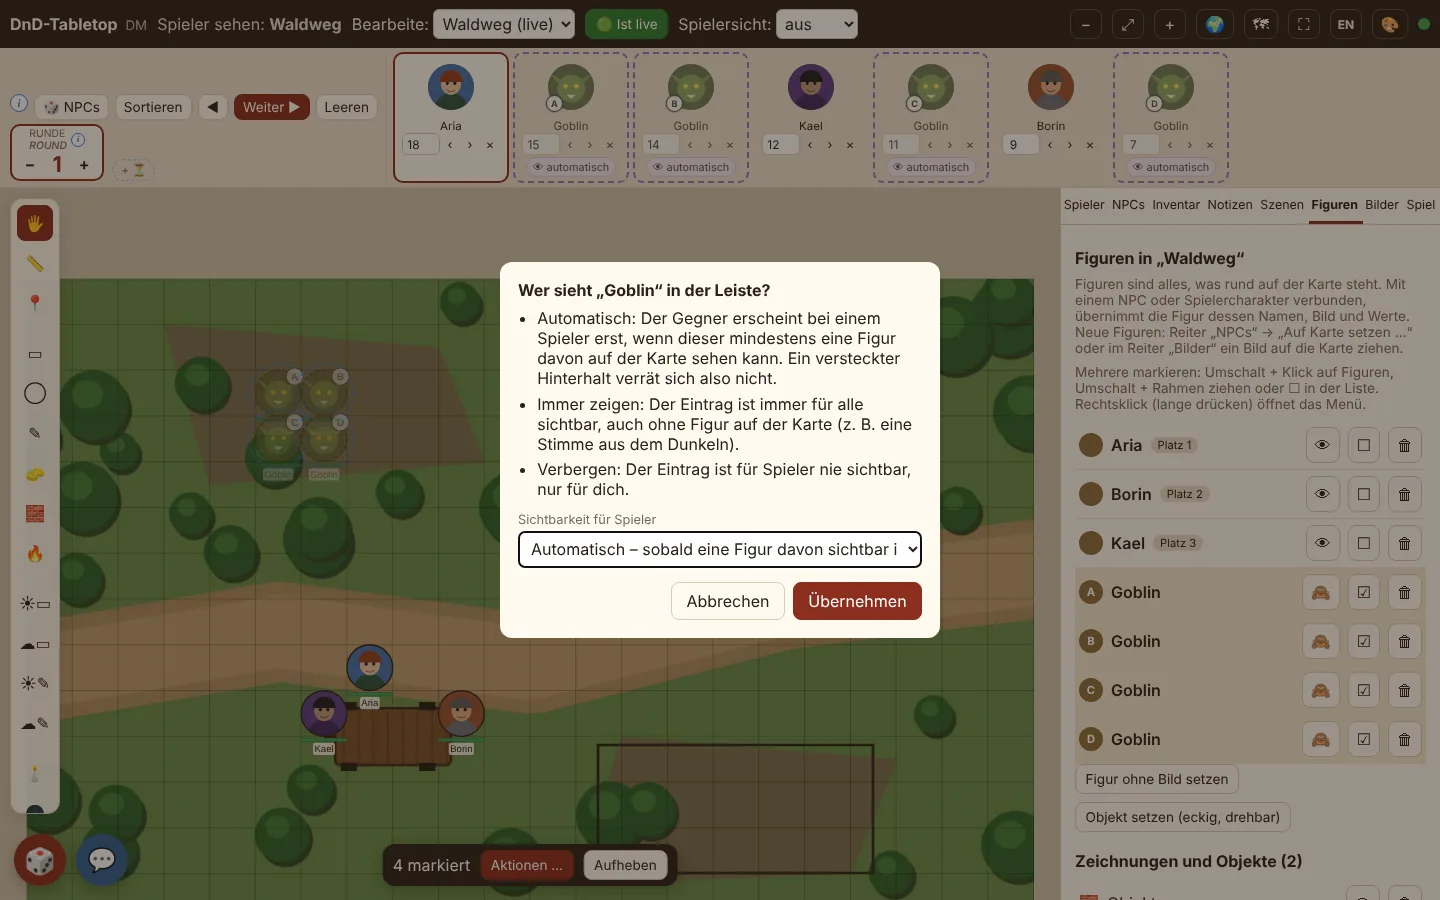 DnD-Tabletop DM Spieler sehen: Waldweg Bearbeite: Waldweg (live) Ist live Spielersicht: aus EN
i NPCs Sortieren Weiter Leeren
RUNDE
ROUND i
− 1 +
+
Aria
18
A
Goblin
15
automatisch
B
Goblin
14
automatisch
Kael
12
C
Goblin
11
automatisch
Borin
9
D
Goblin
7
automatisch
Spieler NPCs Inventar Notizen Szenen Figuren Bilder Spiel
Figuren in „Waldweg“
Figuren sind alles, was rund auf der Karte steht. Mit
einem NPC oder Spielercharakter verbunden,
übernimmt die Figur dessen Namen, Bild und Werte.
Neue Figuren: Reiter „NPCs“ → „Auf Karte setzen ...“
oder im Reiter „Bilder“ ein Bild auf die Karte ziehen.
Mehrere markieren: Umschalt + Klick auf Figuren,
Umschalt + Rahmen ziehen oder ☐ in der Liste.
Rechtsklick (lange drücken) öffnet das Menü.
Aria Platz 1
Borin Platz 2
Kael Platz 3
A Goblin
B Goblin
C Goblin
D Goblin
Figur ohne Bild setzen
Objekt setzen (eckig, drehbar)
Zeichnungen und Objekte (2)
Wer sieht „Goblin“ in der Leiste?
• Automatisch: Der Gegner erscheint bei einem
Spieler erst, wenn dieser mindestens eine Figur
davon auf der Karte sehen kann. Ein versteckter
Hinterhalt verrät sich also nicht.
• Immer zeigen: Der Eintrag ist immer für alle
sichtbar, auch ohne Figur auf der Karte (z. B. eine
Stimme aus dem Dunkeln).
• Verbergen: Der Eintrag ist für Spieler nie sichtbar,
nur für dich.
Sichtbarkeit für Spieler
Automatisch – sobald eine Figur davon sichtbar i
Abbrechen Übernehmen
A B
C D
Goblin Goblin
Aria
Kael Borin
4 markiert Aktionen ... Aufheben